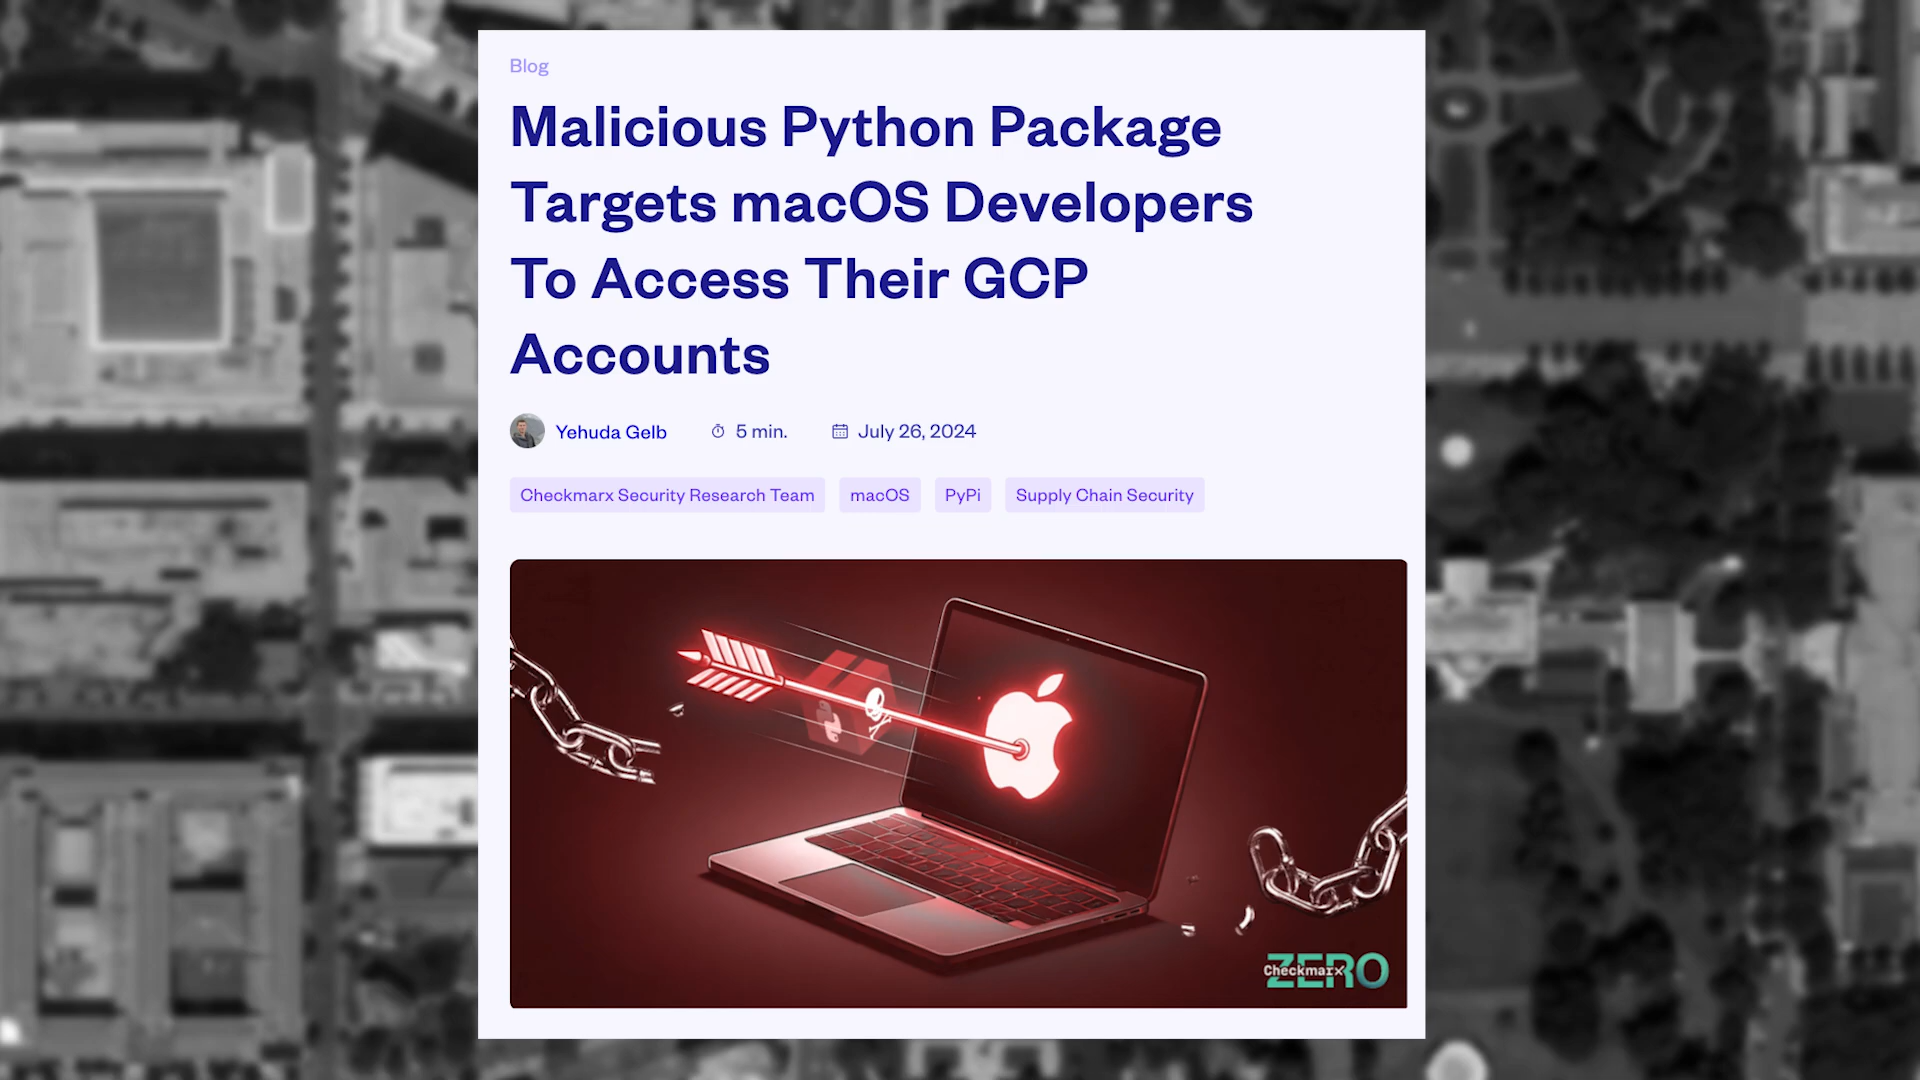 Blog
Malicious Python Package
Targets macOS Developers
To Access Their GCP
Accounts
Yehuda Gelb
5 min.
July 26, 2024
Checkmarx Security Research Team
macOS
PyPi
Supply Chain Security
Checkmarx
ZERO